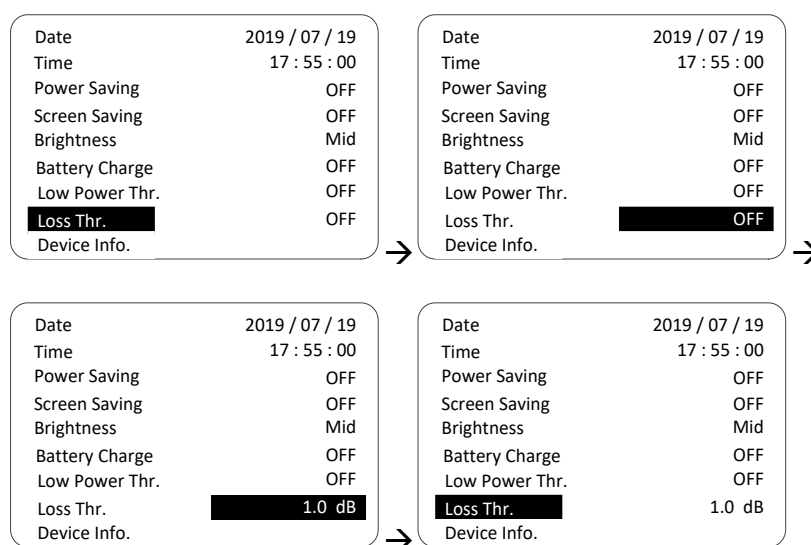 Date 2019 / 07 / 19
Time 17 : 55 : 00
Power Saving OFF
Screen Saving OFF
Brightness Mid
Battery Charge OFF
Low Power Thr. OFF
Loss Thr. OFF
Device Info.
→
Date 2019 / 07 / 19
Time 17 : 55 : 00
Power Saving OFF
Screen Saving OFF
Brightness Mid
Battery Charge OFF
Low Power Thr. OFF
Loss Thr. OFF
Device Info.
→
Date 2019 / 07 / 19
Time 17 : 55 : 00
Power Saving OFF
Screen Saving OFF
Brightness Mid
Battery Charge OFF
Low Power Thr. OFF
Loss Thr. 1.0 dB
Device Info.
→
Date 2019 / 07 / 19
Time 17 : 55 : 00
Power Saving OFF
Screen Saving OFF
Brightness Mid
Battery Charge OFF
Low Power Thr. OFF
Loss Thr. 1.0 dB
Device Info.